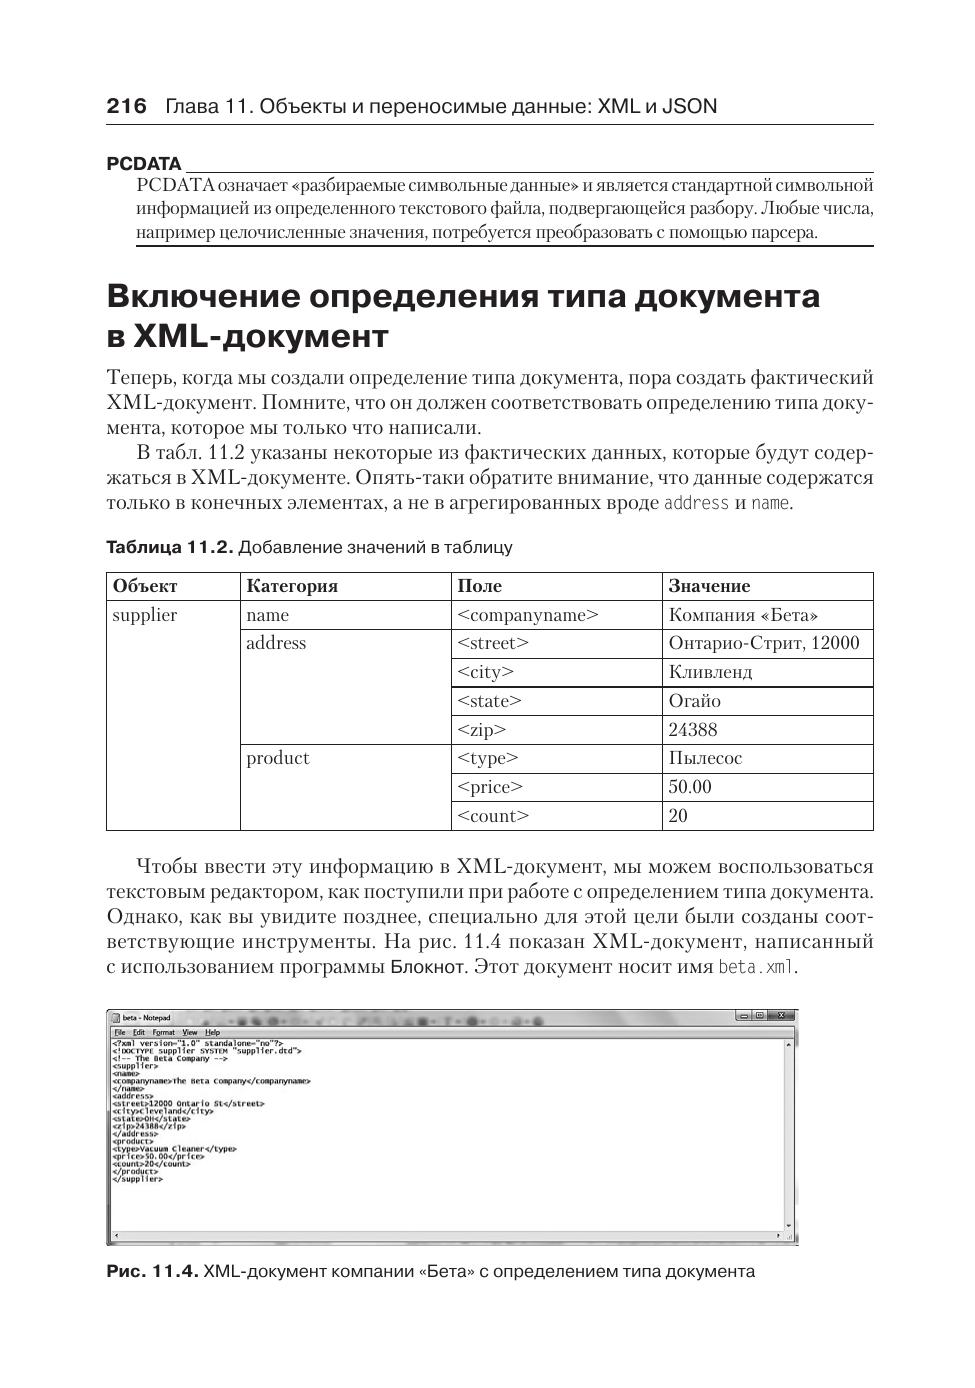 216 Глава 11. Объекты и переносимые данные: XML и JSON
PCDATA
PCDATA означает «разбираемые символьные данные» и является стандартной символьной
информацией из определенного текстового файла, подвергающейся разбору. Любые числа,
например целочисленные значения, потребуется преобразовать с помощью парсера.
Включение определения типа документа
в XML-документ
Теперь, когда мы создали определение типа документа, пора создать фактический
XML-документ. Помните, что он должен соответствовать определению типа доку-
мента, которое мы только что написали.
В табл. 11.2 указаны некоторые из фактических данных, которые будут содер-
жаться в XML-документе. Опять-таки обратите внимание, что данные содержатся
только в конечных элементах, а не в агрегированных вроде address и name.
Таблица 11.2. Добавление значений в таблицу
Объект Категория Поле Значение
supplier name <companyname> Компания «Бета»
address <street> Онтарио-Стрит, 12000
<city> Кливленд
<state> Огайо
<zip> 24388
product <type> Пылесос
<price> 50.00
<count> 20
Чтобы ввести эту информацию в XML-документ, мы можем воспользоваться
текстовым редактором, как поступили при работе с определением типа документа.
Однако, как вы увидите позднее, специально для этой цели были созданы соот-
ветствующие инструменты. На рис. 11.4 показан XML-документ, написанный
с использованием программы Блокнот. Этот документ носит имя beta.xml.
beta - Notepad
File Edit Format View Help
<?xml version="1.0" standalone="no"?>
<!DOCTYPE supplier SYSTEM "supplier.dtd">
<!-- The Beta Company -->
<supplier>
<name>
<companyname>The Beta Company</companyname>
</name>
<address>
<street>12000 Ontario St</street>
<city>Cleveland</city>
<state>OH</state>
<zip>24388</zip>
</address>
<product>
<type>Vacuum Cleaner</type>
<price>50.00</price>
<count>20</count>
</product>
</supplier>
Рис. 11.4. XML-документ компании «Бета» с определением типа документа